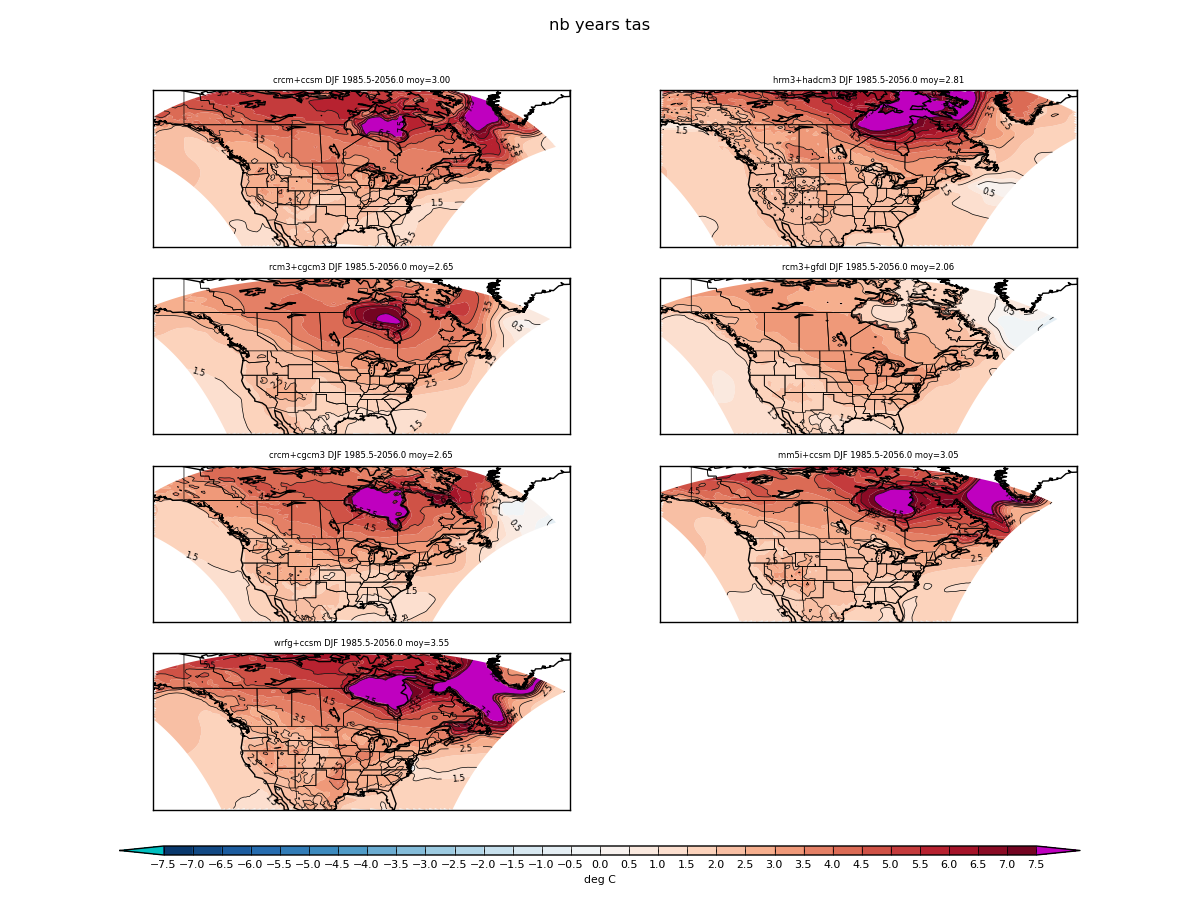 nb years tas
crcm+ccsm DJF 1985.5-2056.0 moy=3.00
hrm3+hadcm3 DJF 1985.5-2056.0 moy=2.81
rcm3+cgcm3 DJF 1985.5-2056.0 moy=2.65
rcm3+gfdl DJF 1985.5-2056.0 moy=2.06
crcm+cgcm3 DJF 1985.5-2056.0 moy=2.65
mm5i+ccsm DJF 1985.5-2056.0 moy=3.05
wrfg+ccsm DJF 1985.5-2056.0 moy=3.55
−7.5 −7.0 −6.5 −6.0 −5.5 −5.0 −4.5 −4.0 −3.5 −3.0 −2.5 −2.0 −1.5 −1.0 −0.5 0.0 0.5 1.0 1.5 2.0 2.5 3.0 3.5 4.0 4.5 5.0 5.5 6.0 6.5 7.0 7.5
deg C